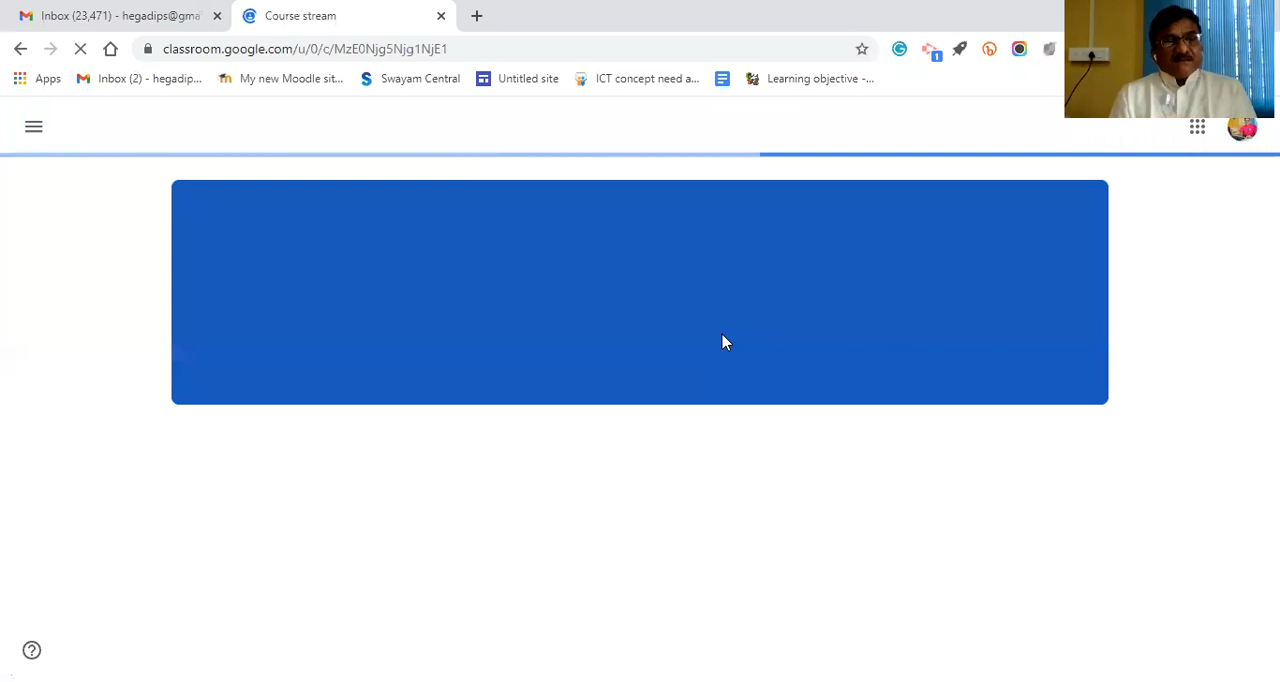 Inbox (23,471) - hegadips@gma
Course stream
classroom.google.com/u/0/c/MzE0Njg5Njg1NjE1
Apps
Inbox (2) - hegadip...
My new Moodle sit...
Swayam Central
Untitled site
ICT concept need a...
Learning objective -...
1